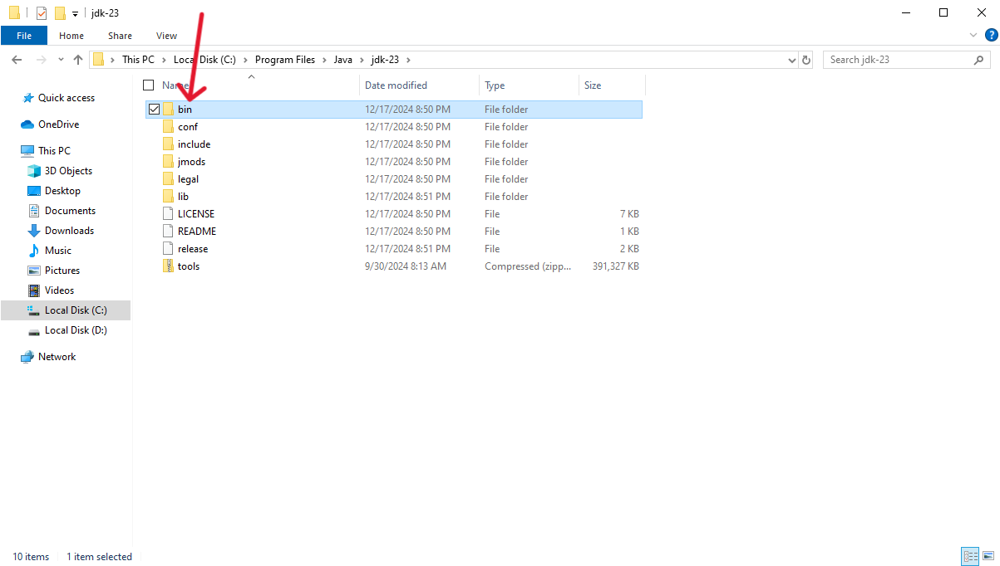 jdk-23
File Home Share View
This PC Local Disk (C:) Program Files Java jdk-23
Search jdk-23
Name Date modified Type Size
Quick access
OneDrive
This PC
3D Objects
Desktop
Documents
Downloads
Music
Pictures
Videos
Local Disk (C:)
Local Disk (D:)
Network
bin 12/17/2024 8:50 PM File folder
conf 12/17/2024 8:50 PM File folder
include 12/17/2024 8:50 PM File folder
jmods 12/17/2024 8:50 PM File folder
legal 12/17/2024 8:50 PM File folder
lib 12/17/2024 8:51 PM File folder
LICENSE 12/17/2024 8:50 PM File 7 KB
README 12/17/2024 8:50 PM File 1 KB
release 12/17/2024 8:51 PM File 2 KB
tools 9/30/2024 8:13 AM Compressed (zipp... 391,327 KB
10 items 1 item selected